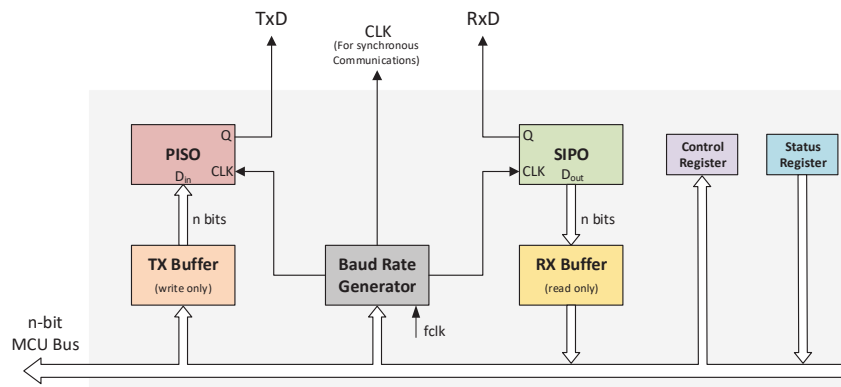 TxD
CLK
(For synchronous
Communications)
RxD
Q
PISO
CLK
Din
n bits
TX Buffer
(write only)
Baud Rate
Generator
fclk
Q
SIPO
CLK
Dout
n bits
RX Buffer
(read only)
Control
Register
Status
Register
n-bit
MCU Bus